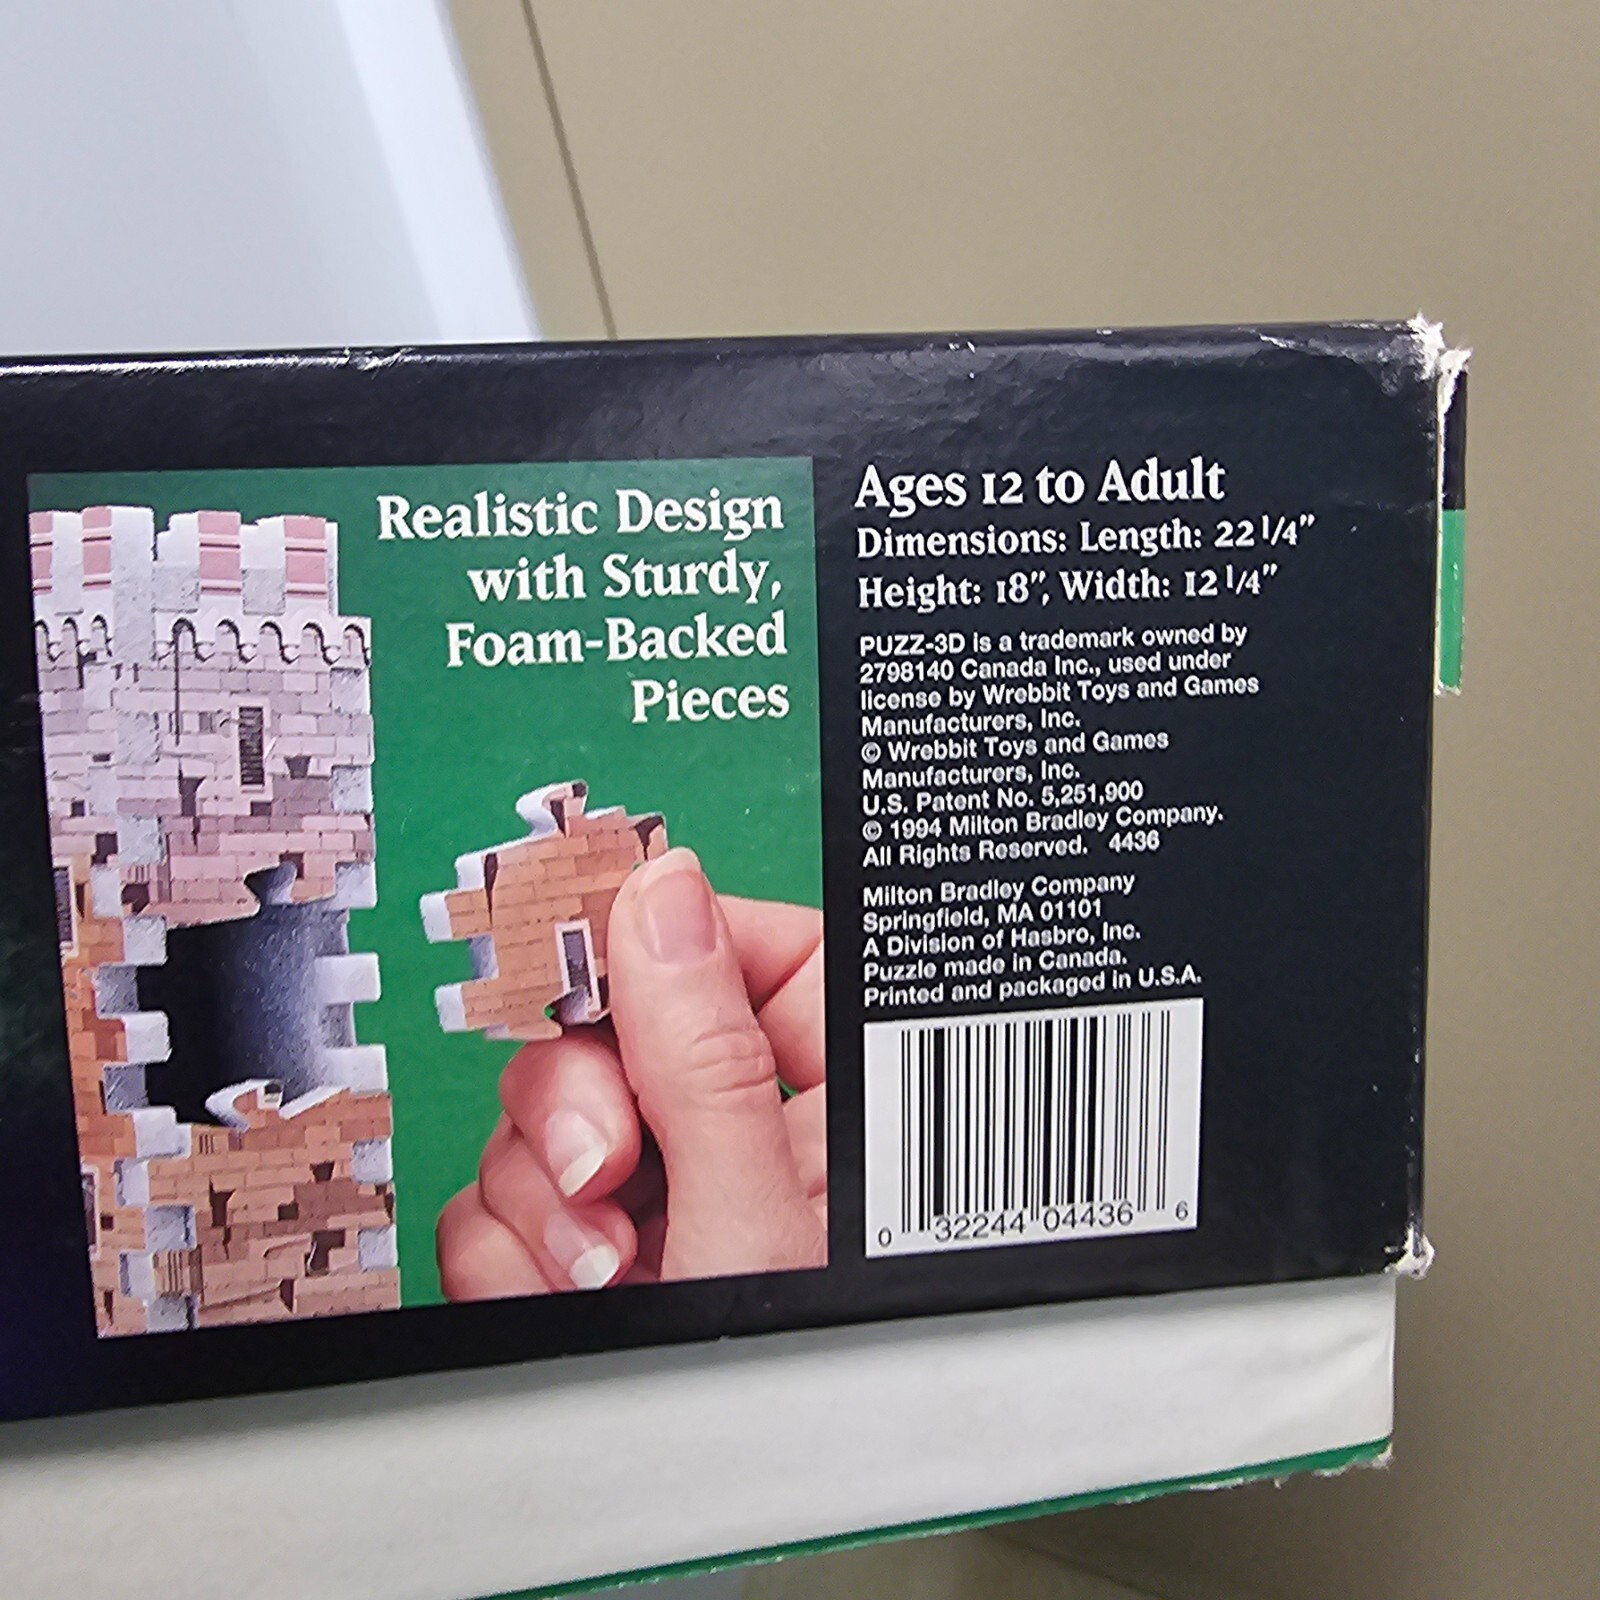 Realistic Design
with Sturdy,
Foam-Backed
Pieces
Ages 12 to Adult
Dimensions: Length: 22 1/4"
Height: 18", Width: 12 1/4"
PUZZ-3D is a trademark owned by
2798140 Canada Inc., used under
license by Wrebbit Toys and Games
Manufacturers, Inc.
© Wrebbit Toys and Games
Manufacturers, Inc.
U.S. Patent No. 5,251,900
© 1994 Milton Bradley Company.
All Rights Reserved. 4436
Milton Bradley Company
Springfield, MA 01101
A Division of Hasbro, Inc.
Puzzle made in Canada.
Printed and packaged in U.S.A.
0 32244 04436 6